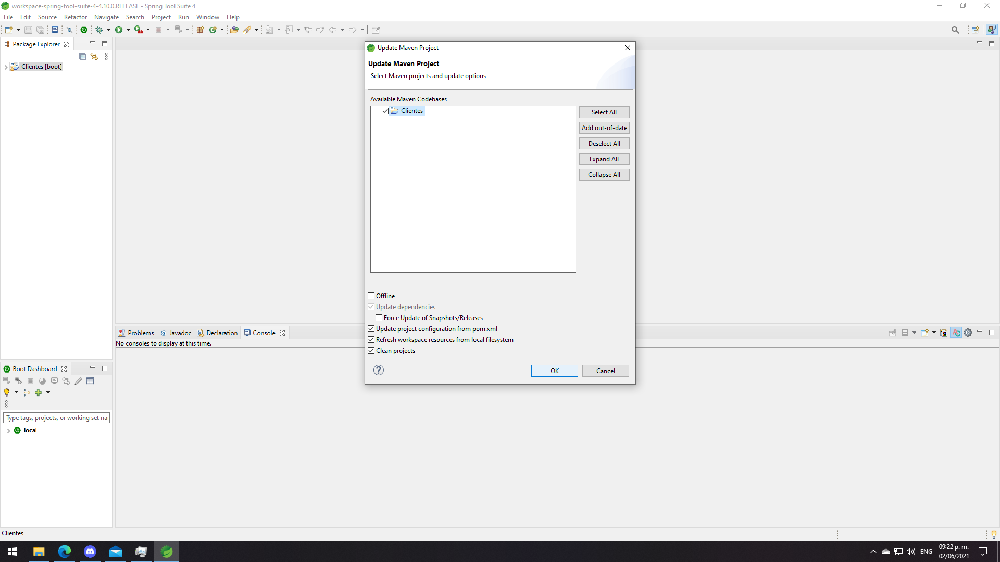 workspace-spring-tool-suite-4-4.10.0.RELEASE - Spring Tool Suite 4
File Edit Source Refactor Navigate Search Project Run Window Help
Package Explorer
Clientes [boot]
Update Maven Project
Update Maven Project
Select Maven projects and update options
Available Maven Codebases
Clientes
Select All
Add out-of-date
Deselect All
Expand All
Collapse All
Offline
Update dependencies
Force Update of Snapshots/Releases
Update project configuration from pom.xml
Refresh workspace resources from local filesystem
Clean projects
OK Cancel
Problems @ Javadoc Declaration Console
No consoles to display at this time.
Boot Dashboard
Type tags, projects, or working set nar
local
Clientes
ENG
09:22 p. m.
02/06/2021